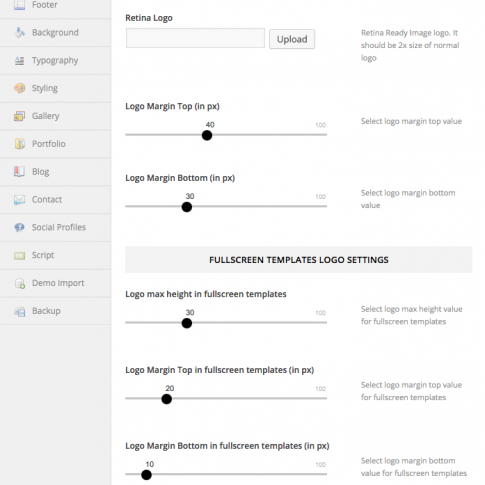 Footer
Background
Typography
Styling
Gallery
Portfolio
Blog
Contact
Social Profiles
Script
Demo Import
Backup
Retina Logo
Upload
Retina Ready Image logo. It
should be 2x size of normal
logo
Logo Margin Top (in px)
40
100
Select logo margin top value
Logo Margin Bottom (in px)
30
100
Select logo margin bottom
value
FULLSCREEN TEMPLATES LOGO SETTINGS
Logo max height in fullscreen templates
30
100
Select logo max height value
for fullscreen templates
Logo Margin Top in fullscreen templates (in px)
20
100
Select logo margin top value
for fullscreen templates
Logo Margin Bottom in fullscreen templates (in px)
10
100
Select logo margin bottom
value for fullscreen templates